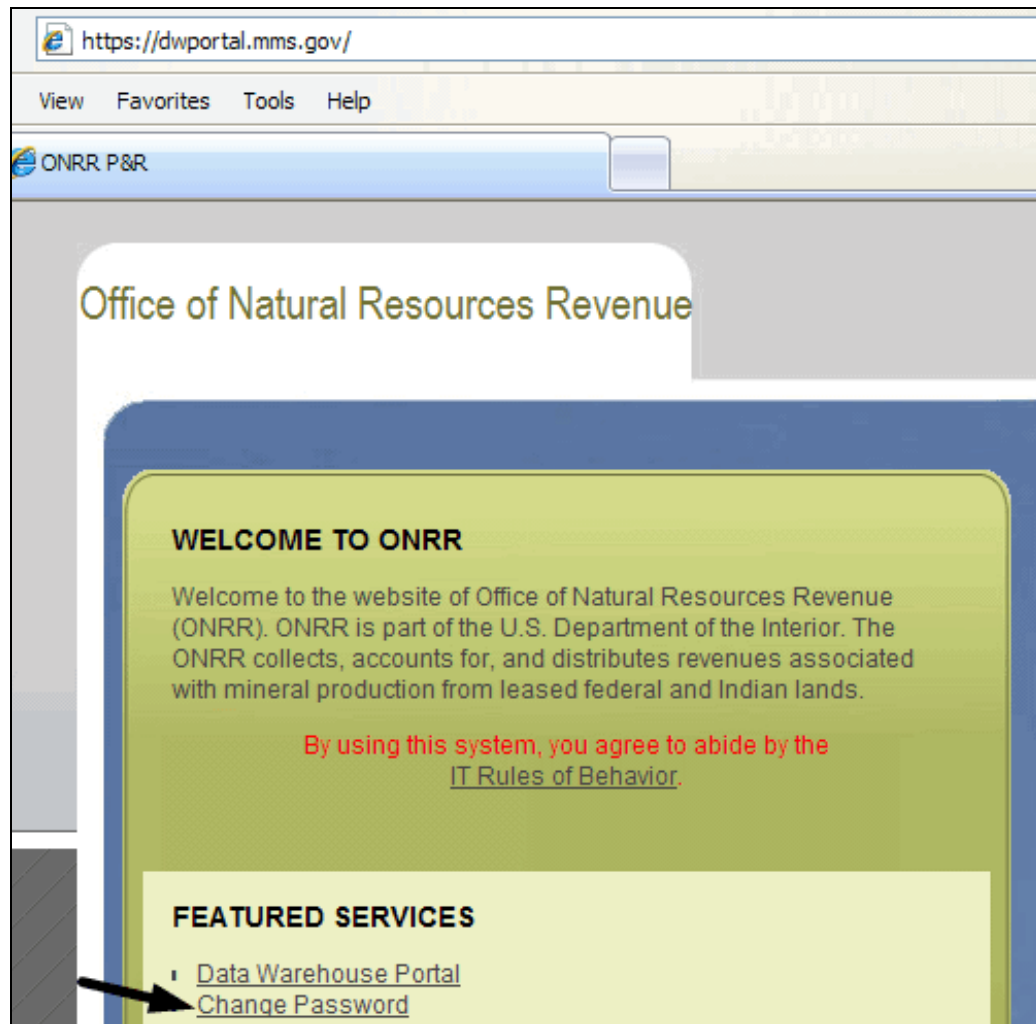 https://dwportal.mms.gov/
View Favorites Tools Help
ONRR P&R
Office of Natural Resources Revenue
WELCOME TO ONRR
Welcome to the website of Office of Natural Resources Revenue
(ONRR). ONRR is part of the U.S. Department of the Interior. The
ONRR collects, accounts for, and distributes revenues associated
with mineral production from leased federal and Indian lands.
By using this system, you agree to abide by the
IT Rules of Behavior.
FEATURED SERVICES
Data Warehouse Portal
Change Password